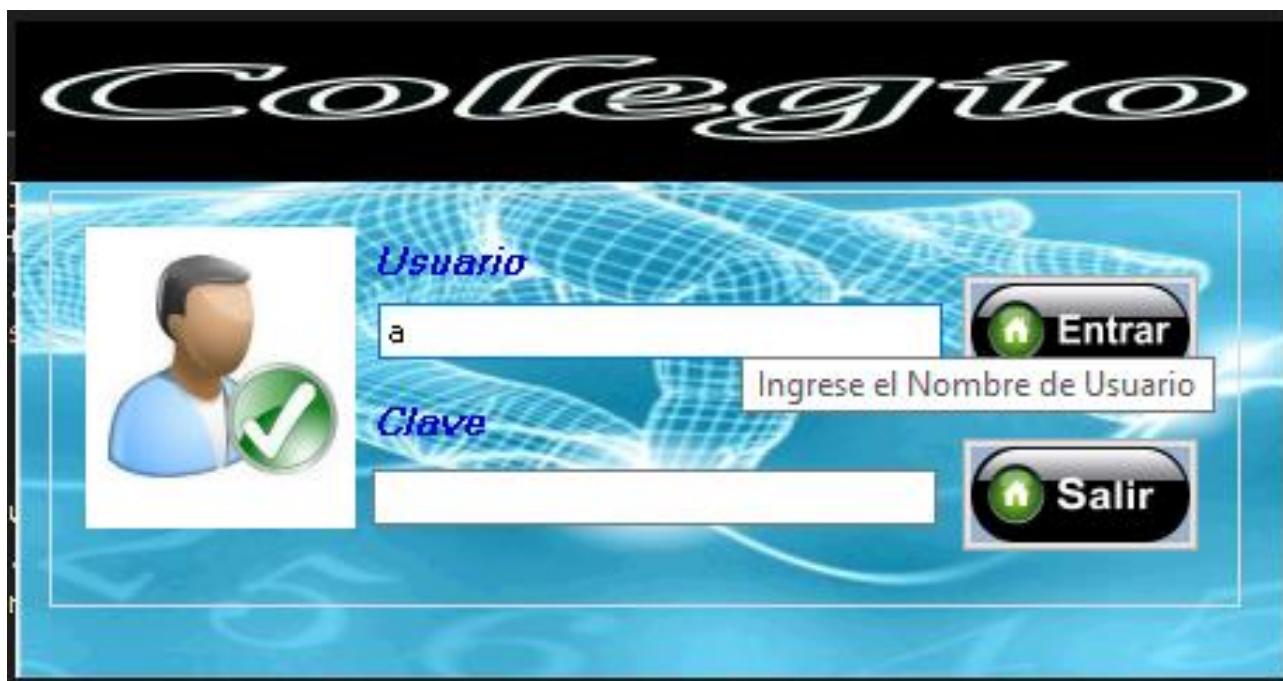 Colegio
Usuario
a
Entrar
Ingrese el Nombre de Usuario
Clave
Salir